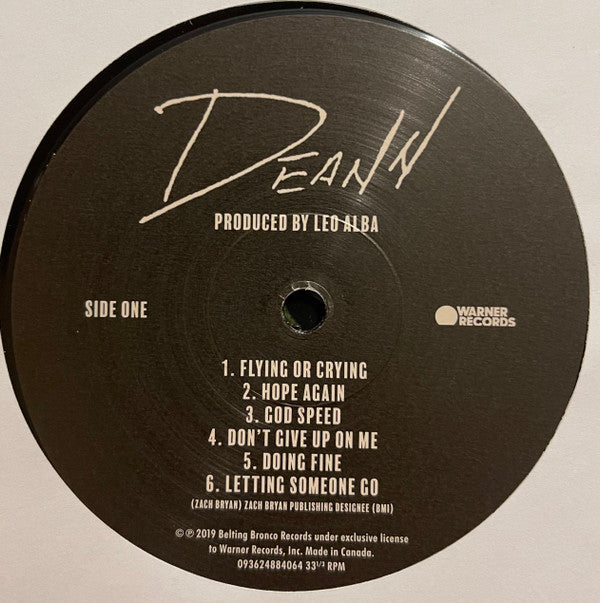 DEANN
PRODUCED BY LEO ALBA
SIDE ONE
WARNER
RECORDS
1. FLYING OR CRYING
2. HOPE AGAIN
3. GOD SPEED
4. DON'T GIVE UP ON ME
5. DOING FINE
6. LETTING SOMEONE GO
(ZACH BRYAN) ZACH BRYAN PUBLISHING DESIGNEE (BMI)
© ℗ 2019 Belting Bronco Records under exclusive license
to Warner Records, Inc. Made in Canada.
093624884064 33 1/3 RPM